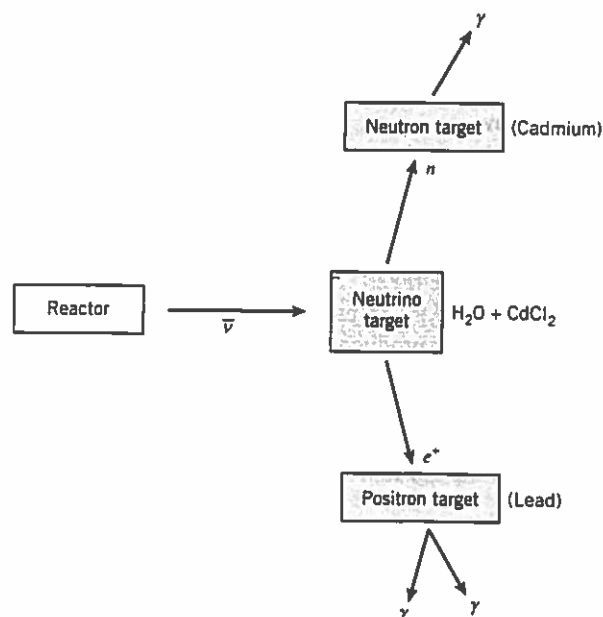 γ
Neutron target (Cadmium)
n
Reactor
ν̅
Neutrino
target
H₂O + CdCl₂
e⁺
Positron target (Lead)
γ γ